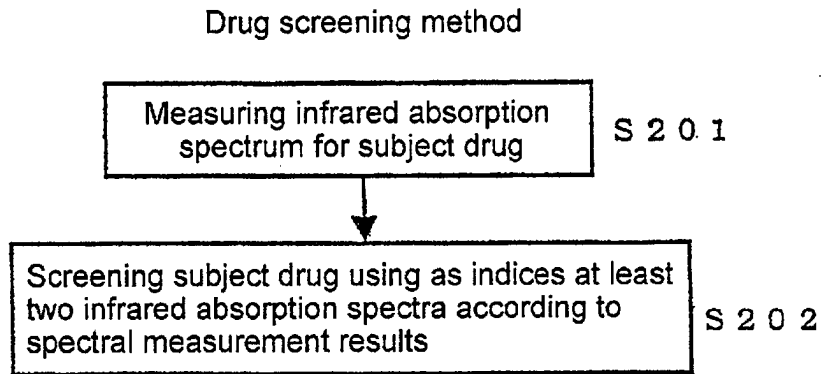 Drug screening method
Measuring infrared absorption
spectrum for subject drug
S 2 0 1
Screening subject drug using as indices at least
two infrared absorption spectra according to
spectral measurement results
S 2 0 2